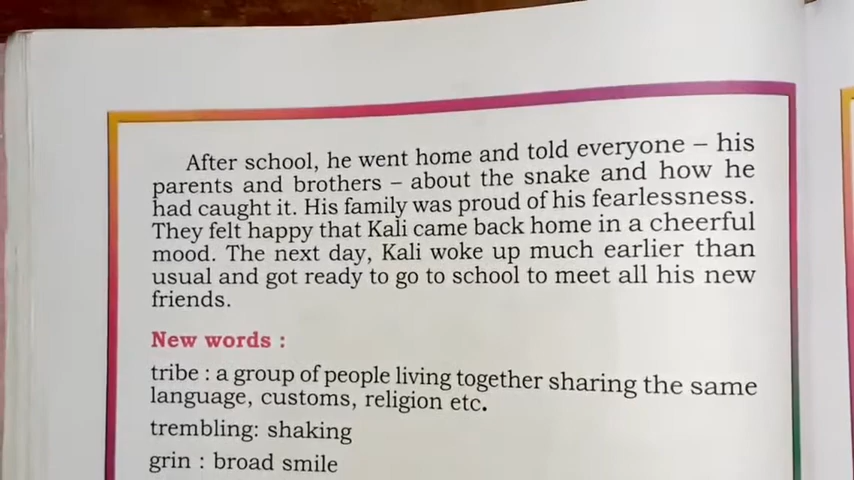 After school, he went home and told everyone – his
parents and brothers – about the snake and how he
had caught it. His family was proud of his fearlessness.
They felt happy that Kali came back home in a cheerful
mood. The next day, Kali woke up much earlier than
usual and got ready to go to school to meet all his new
friends.
New words :
tribe : a group of people living together sharing the same
language, customs, religion etc.
trembling: shaking
grin : broad smile